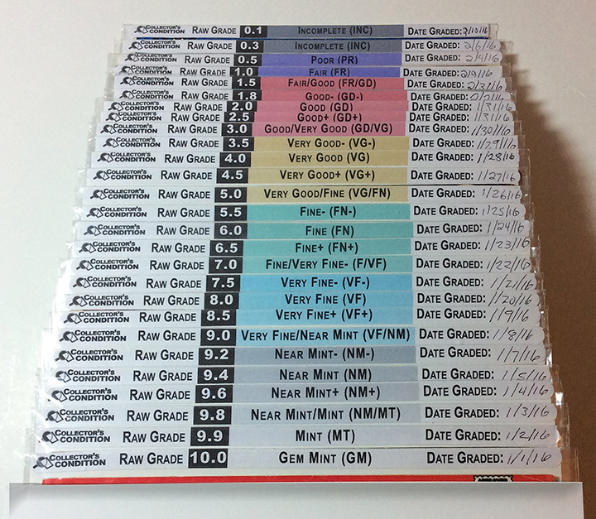 COLLECTOR'S CONDITION RAW GRADE 0.1 INCOMPLETE (INC) DATE GRADED: 2/10/16
COLLECTOR'S CONDITION RAW GRADE 0.3 INCOMPLETE (INC) DATE GRADED: 2/6/16
COLLECTOR'S CONDITION RAW GRADE 0.5 POOR (PR) DATE GRADED: 2/4/16
COLLECTOR'S CONDITION RAW GRADE 1.0 FAIR (FR) DATE GRADED:
COLLECTOR'S CONDITION RAW GRADE 1.5 FAIR/GOOD (FR/GD) DATE GRADED: 2/3/16
COLLECTOR'S CONDITION RAW GRADE 1.8 GOOD- (GD-) DATE GRADED:
COLLECTOR'S CONDITION RAW GRADE 2.0 GOOD (GD) DATE GRADED: 1/31/16
COLLECTOR'S CONDITION RAW GRADE 2.5 GOOD+ (GD+) DATE GRADED: 1/31/16
COLLECTOR'S CONDITION RAW GRADE 3.0 GOOD/VERY GOOD (GD/VG) DATE GRADED: 1/30/16
COLLECTOR'S CONDITION RAW GRADE 3.5 VERY GOOD- (VG-) DATE GRADED: 1/29/16
COLLECTOR'S CONDITION RAW GRADE 4.0 VERY GOOD (VG) DATE GRADED: 1/28/16
COLLECTOR'S CONDITION RAW GRADE 4.5 VERY GOOD+ (VG+) DATE GRADED: 1/27/16
COLLECTOR'S CONDITION RAW GRADE 5.0 VERY GOOD/FINE (VG/FN) DATE GRADED: 1/26/16
COLLECTOR'S CONDITION RAW GRADE 5.5 FINE- (FN-) DATE GRADED: 1/25/16
COLLECTOR'S CONDITION RAW GRADE 6.0 FINE (FN) DATE GRADED: 1/24/16
COLLECTOR'S CONDITION RAW GRADE 6.5 FINE+ (FN+) DATE GRADED: 1/23/16
COLLECTOR'S CONDITION RAW GRADE 7.0 FINE/VERY FINE- (F/VF) DATE GRADED: 1/22/16
COLLECTOR'S CONDITION RAW GRADE 7.5 VERY FINE- (VF-) DATE GRADED: 1/21/16
COLLECTOR'S CONDITION RAW GRADE 8.0 VERY FINE (VF) DATE GRADED: 1/20/16
COLLECTOR'S CONDITION RAW GRADE 8.5 VERY FINE+ (VF+) DATE GRADED: 1/9/16
COLLECTOR'S CONDITION RAW GRADE 9.0 VERY FINE/NEAR MINT (VF/NM) DATE GRADED: 1/8/16
COLLECTOR'S CONDITION RAW GRADE 9.2 NEAR MINT- (NM-) DATE GRADED: 1/7/16
COLLECTOR'S CONDITION RAW GRADE 9.4 NEAR MINT (NM) DATE GRADED: 1/5/16
COLLECTOR'S CONDITION RAW GRADE 9.6 NEAR MINT+ (NM+) DATE GRADED: 1/4/16
COLLECTOR'S CONDITION RAW GRADE 9.8 NEAR MINT/MINT (NM/MT) DATE GRADED: 1/3/16
COLLECTOR'S CONDITION RAW GRADE 9.9 MINT (MT) DATE GRADED: 1/2/16
COLLECTOR'S CONDITION RAW GRADE 10.0 GEM MINT (GM) DATE GRADED: 1/1/16